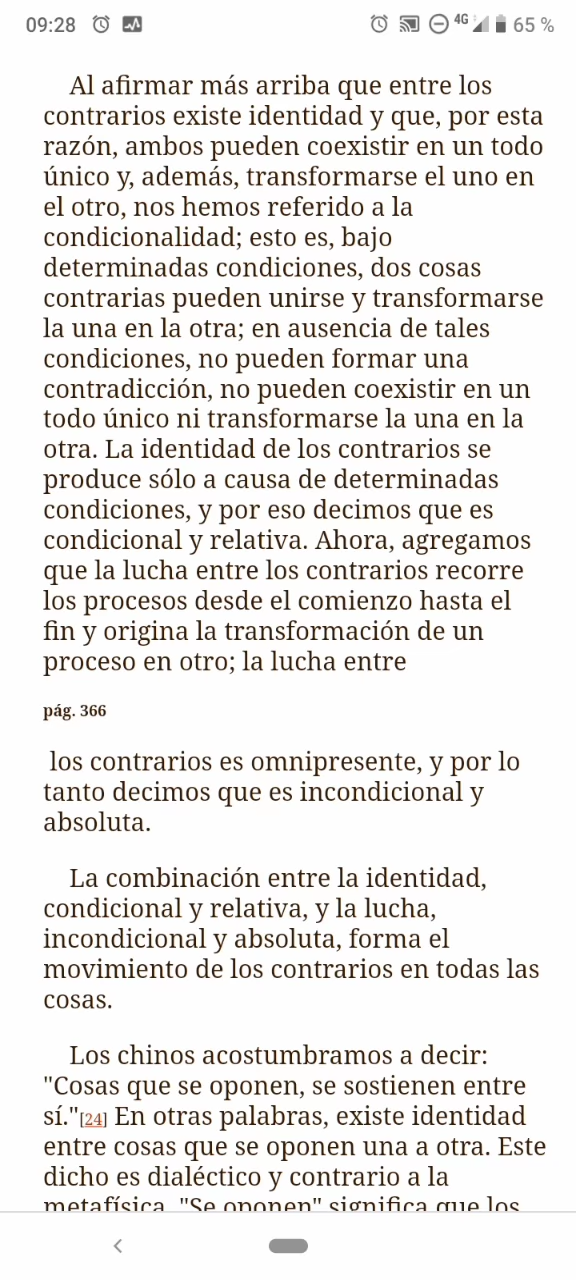 09:28
4G
65 %
Al afirmar más arriba que entre los
contrarios existe identidad y que, por esta
razón, ambos pueden coexistir en un todo
único y, además, transformarse el uno en
el otro, nos hemos referido a la
condicionalidad; esto es, bajo
determinadas condiciones, dos cosas
contrarias pueden unirse y transformarse
la una en la otra; en ausencia de tales
condiciones, no pueden formar una
contradicción, no pueden coexistir en un
todo único ni transformarse la una en la
otra. La identidad de los contrarios se
produce sólo a causa de determinadas
condiciones, y por eso decimos que es
condicional y relativa. Ahora, agregamos
que la lucha entre los contrarios recorre
los procesos desde el comienzo hasta el
fin y origina la transformación de un
proceso en otro; la lucha entre
pág. 366
los contrarios es omnipresente, y por lo
tanto decimos que es incondicional y
absoluta.
La combinación entre la identidad,
condicional y relativa, y la lucha,
incondicional y absoluta, forma el
movimiento de los contrarios en todas las
cosas.
Los chinos acostumbramos a decir:
"Cosas que se oponen, se sostienen entre
sí."[24] En otras palabras, existe identidad
entre cosas que se oponen una a otra. Este
dicho es dialéctico y contrario a la
metafísica. "Se oponen" significa que los